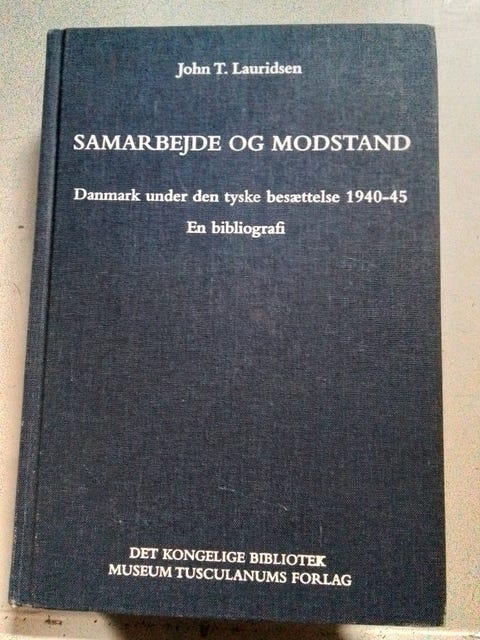 John T. Lauridsen
SAMARBEJDE OG MODSTAND
Danmark under den tyske besættelse 1940-45
En bibliografi
DET KONGELIGE BIBLIOTEK
MUSEUM TUSCULANUMS FORLAG